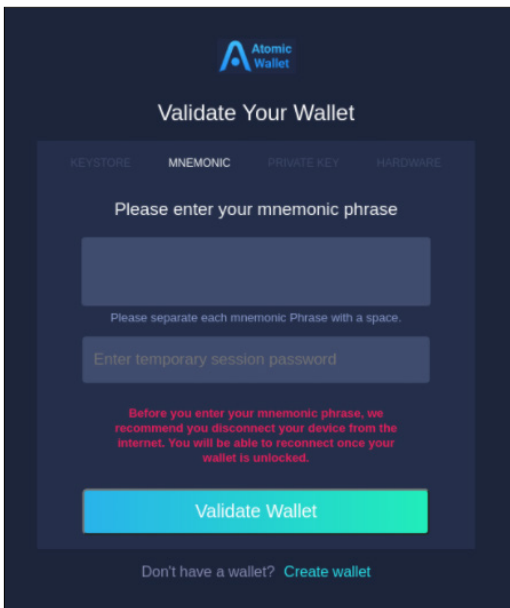 Atomic
Wallet
Validate Your Wallet
KEYSTORE MNEMONIC PRIVATE KEY HARDWARE
Please enter your mnemonic phrase
Please separate each mnemonic Phrase with a space.
Enter temporary session password
Before you enter your mnemonic phrase, we
recommend you disconnect your device from the
internet. You will be able to reconnect once your
wallet is unlocked.
Validate Wallet
Don't have a wallet? Create wallet